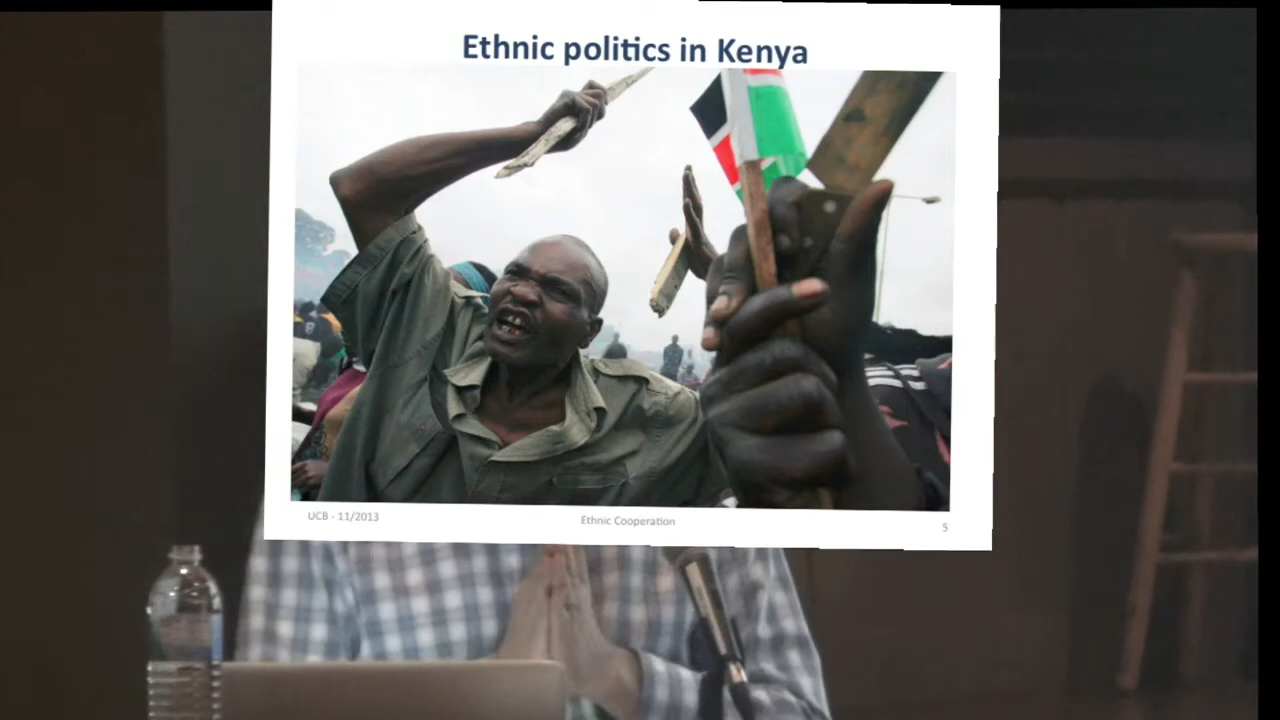 Ethnic politics in Kenya
UCB - 11/2013
Ethnic Cooperation
5